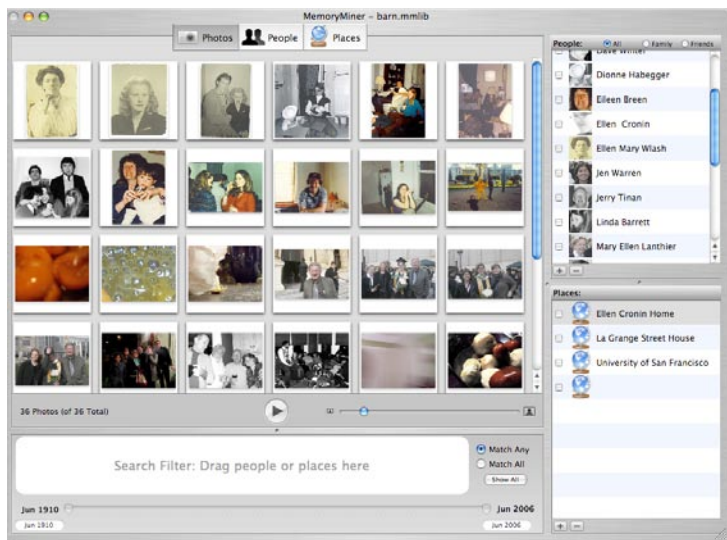 MemoryMiner – barn.mmlib
Photos
People
Places
People:
All
Family
Friends
Dave Winter
Dionne Habegger
Eileen Breen
Ellen Cronin
Ellen Mary Wlash
Jen Warren
Jerry Tinan
Linda Barrett
Mary Ellen Lanthier
Places:
Ellen Cronin Home
La Grange Street House
University of San Francisco
36 Photos (of 36 Total)
Search Filter: Drag people or places here
Match Any
Match All
Show All
Jun 1910
Jun 2006
Jun 1910
Jun 2006